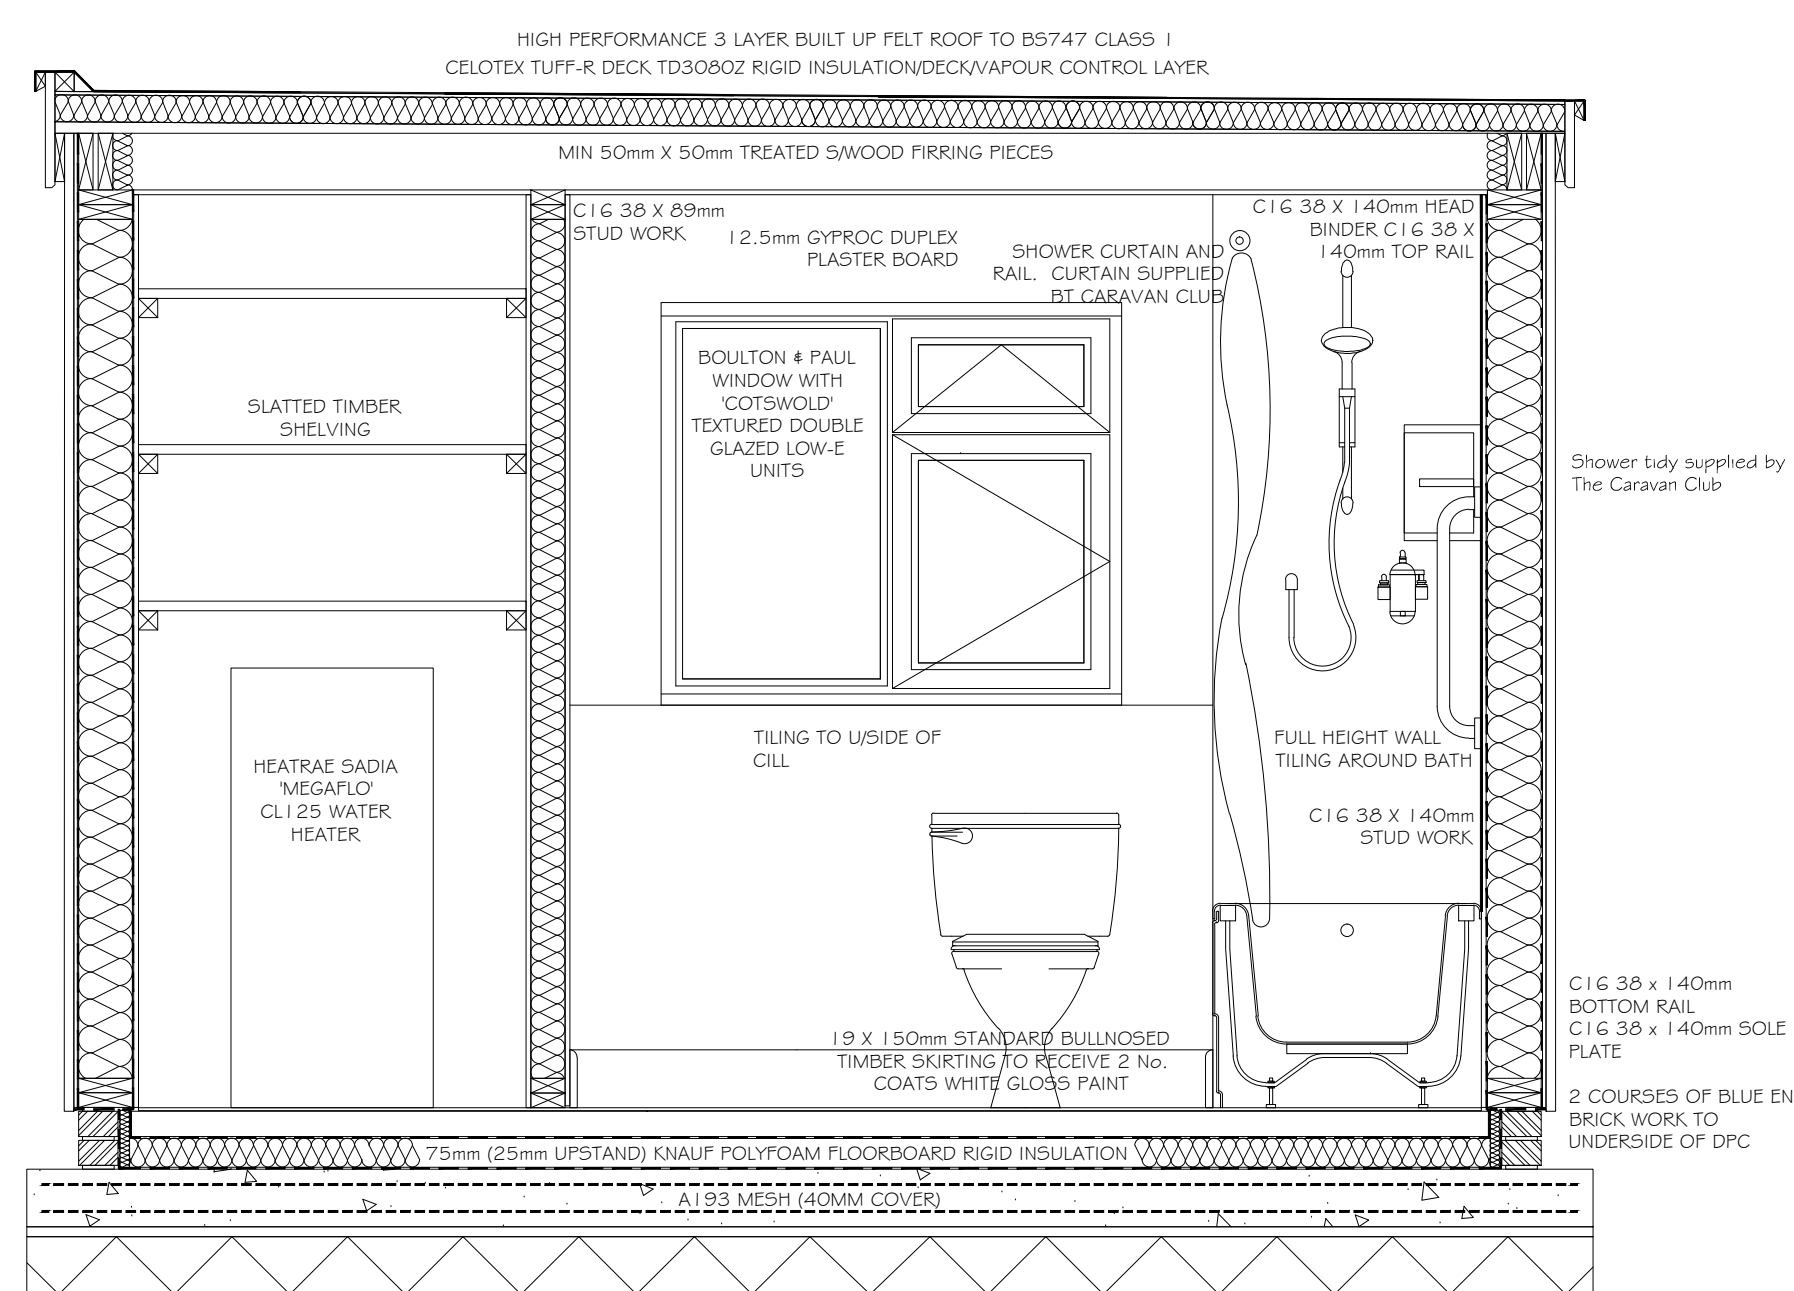 HIGH PERFORMANCE 3 LAYER BUILT UP FELT ROOF TO BS747 CLASS 1
CELOTEX TUFF-R DECK TD3080Z RIGID INSULATION/DECK/VAPOUR CONTROL LAYER
MIN 50mm X 50mm TREATED S/WOOD FIRRING PIECES
C16 38 X 89mm
STUD WORK
12.5mm GYPROC DUPLEX
PLASTER BOARD
SHOWER CURTAIN AND
RAIL. CURTAIN SUPPLIED
BT CARAVAN CLUB
C16 38 X 140mm HEAD
BINDER C16 38 X
140mm TOP RAIL
BOULTON & PAUL
WINDOW WITH
'COTSWOLD'
TEXTURED DOUBLE
GLAZED LOW-E
UNITS
SLATTED TIMBER
SHELVING
Shower tidy supplied by
The Caravan Club
TILING TO U/SIDE OF
CILL
FULL HEIGHT WALL
TILING AROUND BATH
HEATRAE SADIA
'MEGAFLO'
CL125 WATER
HEATER
C16 38 X 140mm
STUD WORK
C16 38 x 140mm
BOTTOM RAIL
C16 38 x 140mm SOLE
PLATE
19 X 150mm STANDARD BULLNOSED
TIMBER SKIRTING TO RECEIVE 2 No.
COATS WHITE GLOSS PAINT
2 COURSES OF BLUE EN
BRICK WORK TO
UNDERSIDE OF DPC
75mm (25mm UPSTAND) KNAUF POLYFOAM FLOORBOARD RIGID INSULATION
A193 MESH (40MM COVER)